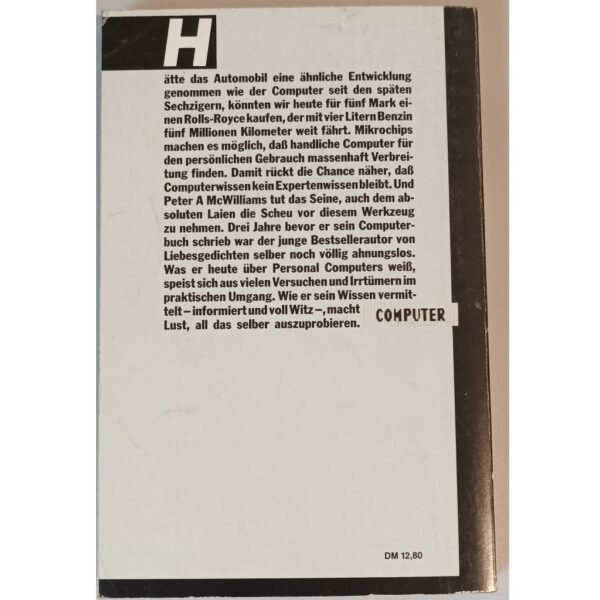 H
ätte das Automobil eine ähnliche Entwicklung
genommen wie der Computer seit den späten
Sechzigern, könnten wir heute für fünf Mark ei-
nen Rolls-Royce kaufen, der mit vier Litern Benzin
fünf Millionen Kilometer weit fährt. Mikrochips
machen es möglich, daß handliche Computer für
den persönlichen Gebrauch massenhaft Verbrei-
tung finden. Damit rückt die Chance näher, daß
Computerwissen kein Expertenwissen bleibt. Und
Peter A McWilliams tut das Seine, auch dem ab-
soluten Laien die Scheu vor diesem Werkzeug
zu nehmen. Drei Jahre bevor er sein Computer-
buch schrieb war der junge Bestsellerautor von
Liebesgedichten selber noch völlig ahnungslos.
Was er heute über Personal Computers weiß,
speist sich aus vielen Versuchen und Irrtümern im
praktischen Umgang. Wie er sein Wissen vermit-
telt – informiert und voll Witz –, macht
Lust, all das selber auszuprobieren.
COMPUTER
DM 12,80